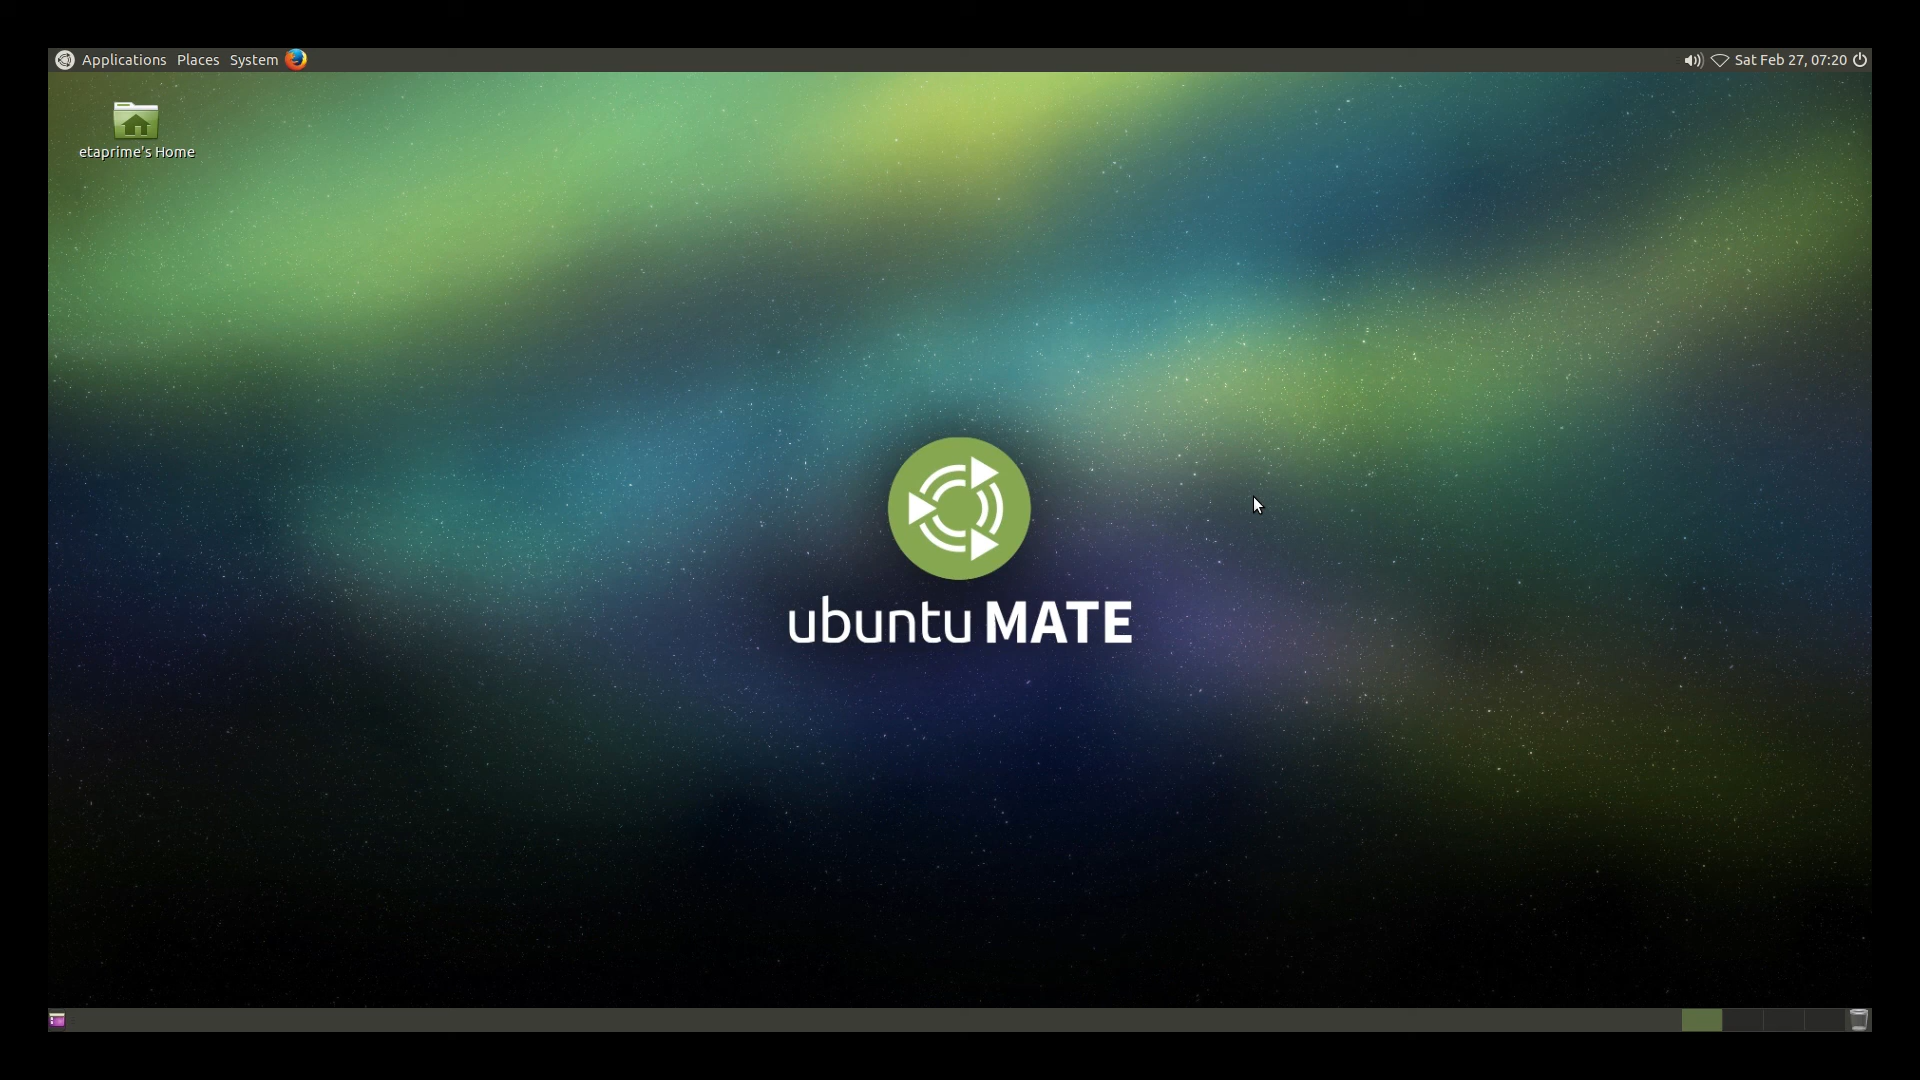 Applications Places System
Sat Feb 27, 07:20
etaprime's Home
ubuntu MATE